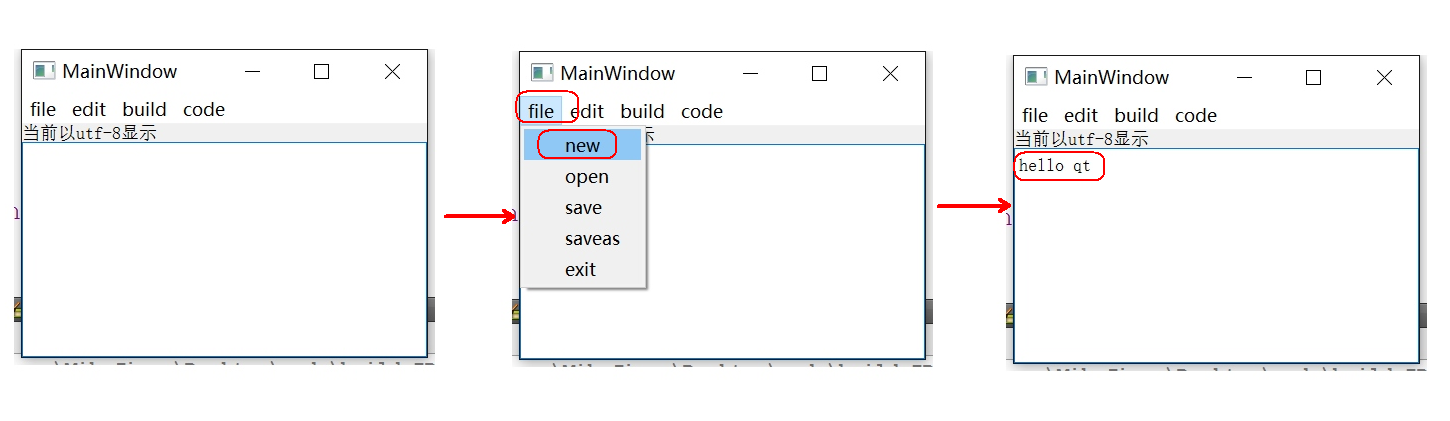 MainWindow
file edit build code
当前以utf-8显示
MainWindow
file edit build code
示
new
open
save
saveas
exit
MainWindow
file edit build code
当前以utf-8显示
hello qt